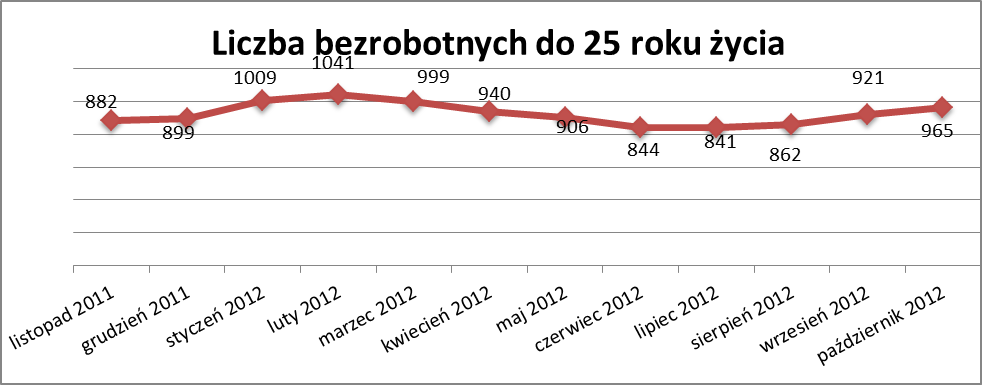 Liczba bezrobotnych do 25 roku życia
882
899
1009
1041
999
940
906
844
841
862
921
965
listopad 2011
grudzień 2011
styczeń 2012
luty 2012
marzec 2012
kwiecień 2012
maj 2012
czerwiec 2012
lipiec 2012
sierpień 2012
wrzesień 2012
październik 2012